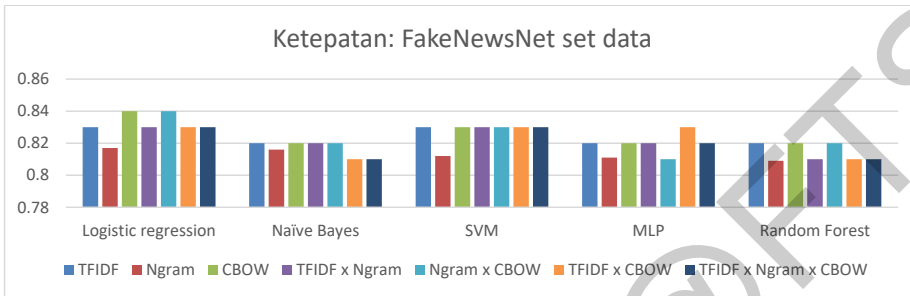 Ketepatan: FakeNewsNet set data
0.86
0.84
0.82
0.8
0.78
Logistic regression Naïve Bayes SVM MLP Random Forest
TFIDF Ngram CBOW TFIDF x Ngram Ngram x CBOW TFIDF x CBOW TFIDF x Ngram x CBOW
@FTS